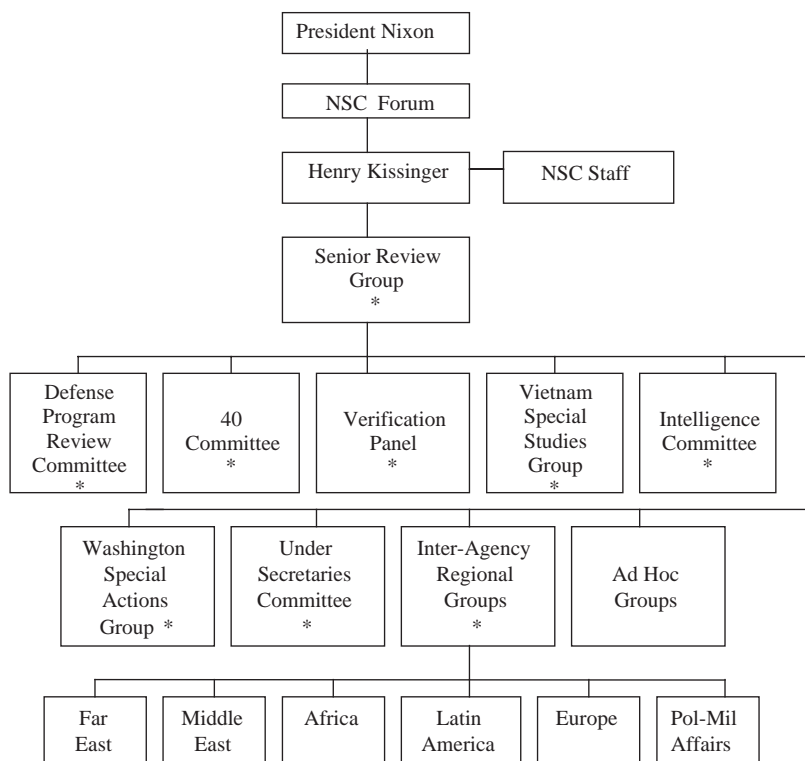 President Nixon
NSC Forum
Henry Kissinger
NSC Staff
Senior Review
Group
*
Defense
Program
Review
Committee
*
40
Committee
*
Verification
Panel
*
Vietnam
Special
Studies
Group
*
Intelligence
Committee
*
Washington
Special
Actions
Group *
Under
Secretaries
Committee
*
Inter-Agency
Regional
Groups
*
Ad Hoc
Groups
Far
East
Middle
East
Africa
Latin
America
Europe
Pol-Mil
Affairs